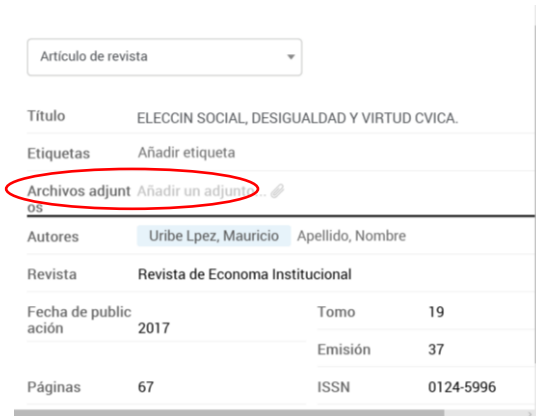 Artículo de revista
Título ELECCIN SOCIAL, DESIGUALDAD Y VIRTUD CVICA.
Etiquetas Añadir etiqueta
Archivos adjunt Añadir un adjunto...
os
Autores Uribe Lpez, Mauricio Apellido, Nombre
Revista Revista de Economa Institucional
Fecha de public Tomo 19
ación 2017
Emisión 37
Páginas 67 ISSN 0124-5996